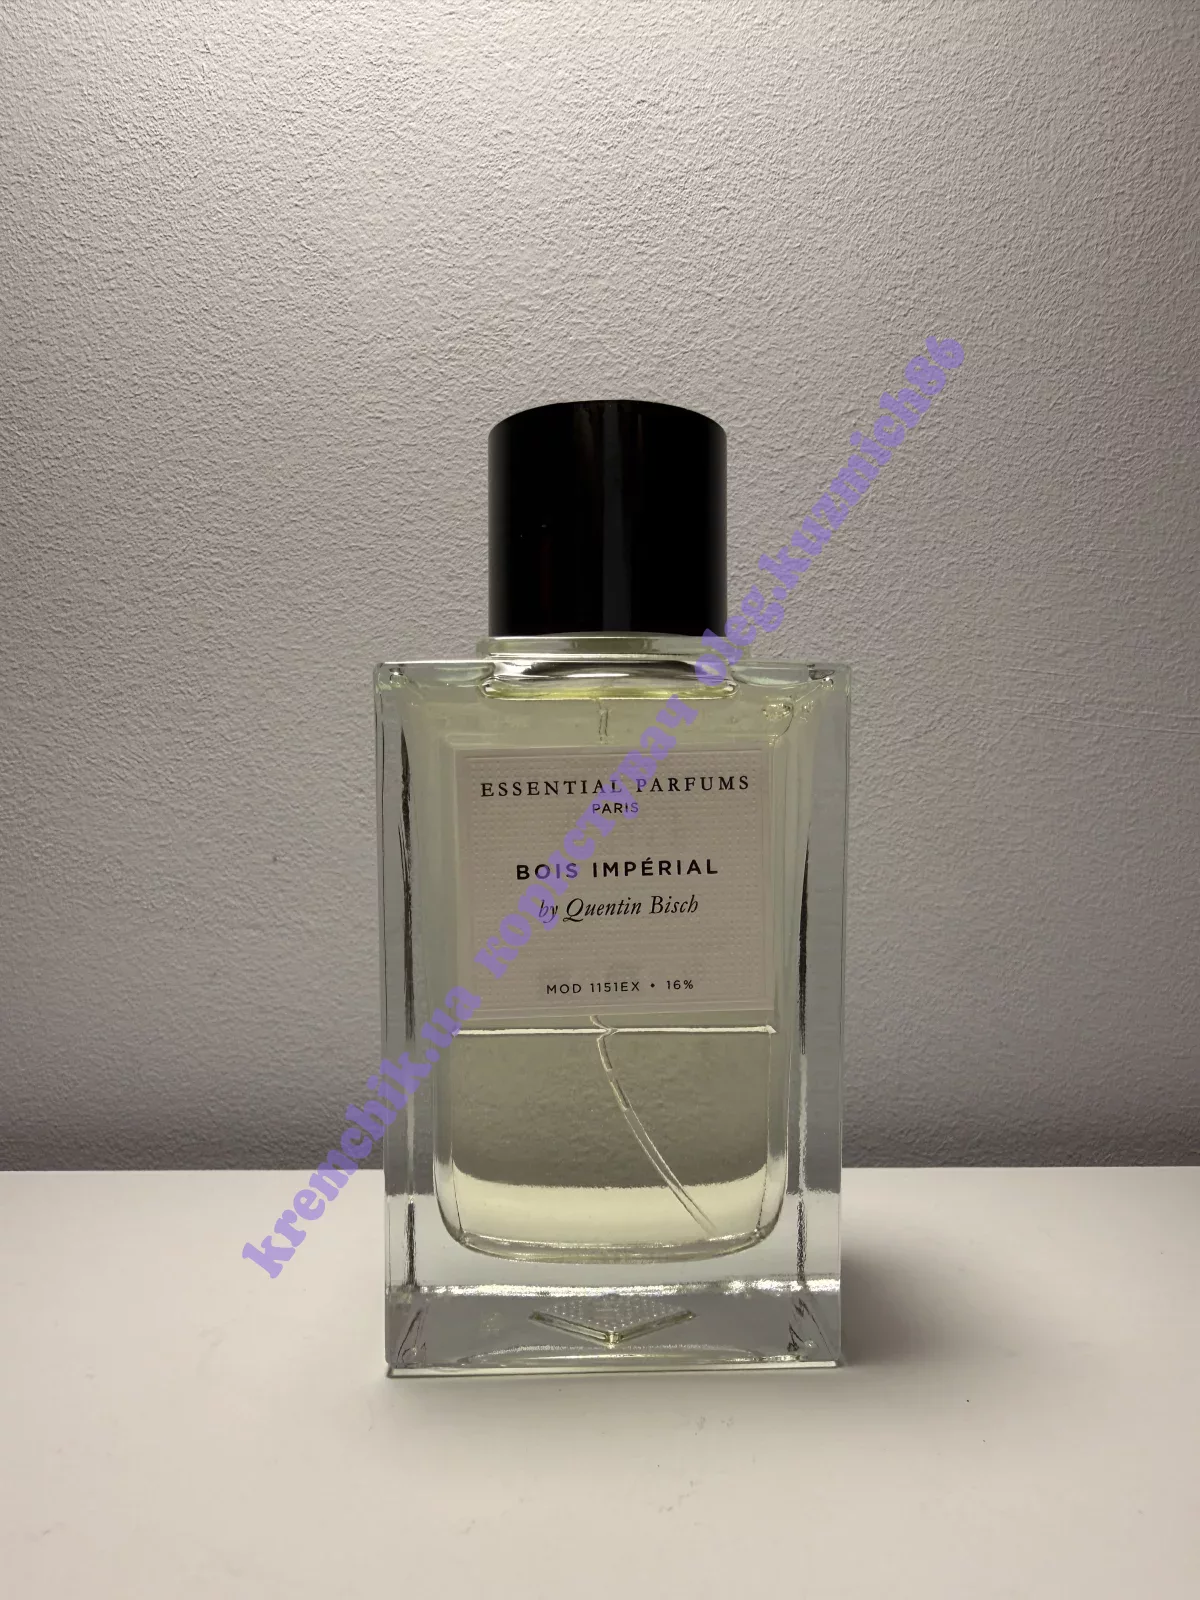 ESSENTIAL PARFUMS
PARIS
BOIS IMPÉRIAL
by Quentin Bisch
MOD 1151EX • 16%
kremchik.ua користувач oleg.kuzmich86